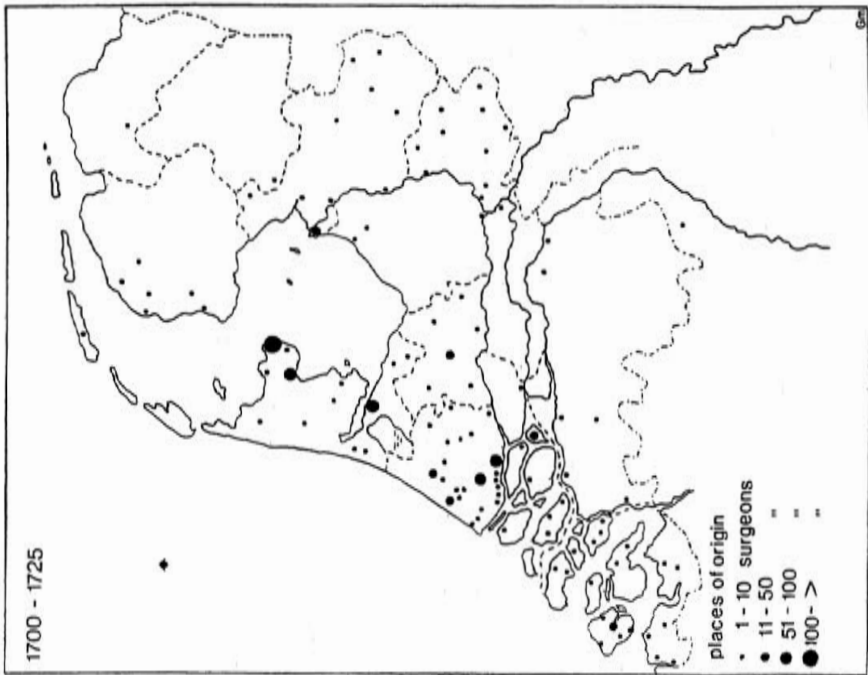 1700 - 1725
places of origin
1 - 10 surgeons
11 - 50 "
51 - 100 "
100 - > "